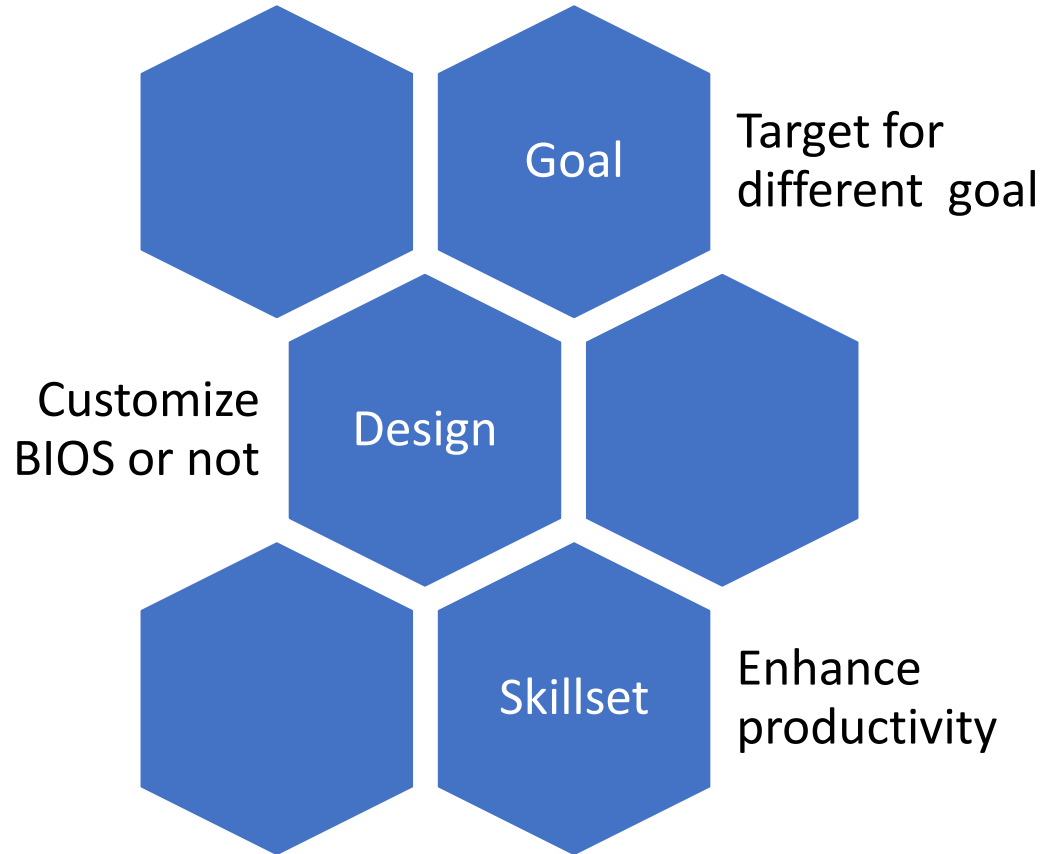 Goal
Target for
different  goal
Customize
BIOS or not
Design
Skillset
Enhance
productivity